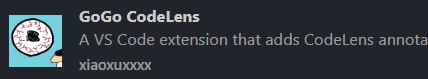 GoGo CodeLens
A VS Code extension that adds CodeLens annota
xiaoxuxxxx